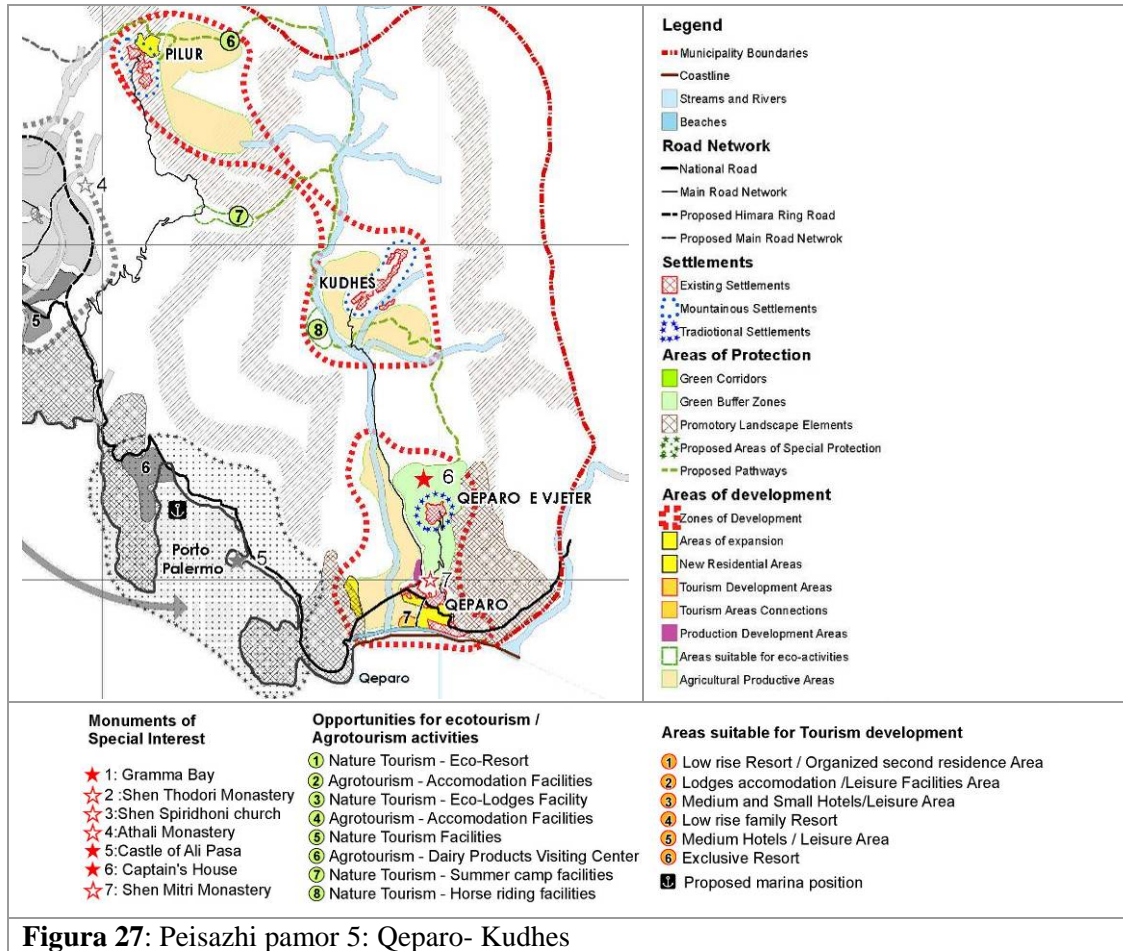 PILUR
6
4
7
KUDHES
8
5
6
6
QEPARO E VJETER
Porto
Palermo
5
7
QEPARO
7
Qeparo
Legend
Municipality Boundaries
Coastline
Streams and Rivers
Beaches
Road Network
National Road
Main Road Network
Proposed Himara Ring Road
Proposed Main Road Netwrok
Settlements
Existing Settlements
Mountainous Settlements
Tradiotional Settlements
Areas of Protection
Green Corridors
Green Buffer Zones
Promotory Landscape Elements
Proposed Areas of Special Protection
Proposed Pathways
Areas of development
Zones of Development
Areas of expansion
New Residential Areas
Tourism Development Areas
Tourism Areas Connections
Production Development Areas
Areas suitable for eco-activities
Agricultural Productive Areas
Monuments of
Special Interest
1: Gramma Bay
2 :Shen Thodori Monastery
3:Shen Spiridhoni church
4:Athali Monastery
5:Castle of Ali Pasa
6: Captain's House
7: Shen Mitri Monastery
Opportunities for ecotourism /
Agrotourism activities
1 Nature Tourism - Eco-Resort
2 Agrotourism - Accomodation Facilities
3 Nature Tourism - Eco-Lodges Facility
4 Agrotourism - Accomodation Facilities
5 Nature Tourism Facilities
6 Agrotourism - Dairy Products Visiting Center
7 Nature Tourism - Summer camp facilities
8 Nature Tourism - Horse riding facilities
Areas suitable for Tourism development
1 Low rise Resort / Organized second residence Area
2 Lodges accomodation /Leisure Facilities Area
3 Medium and Small Hotels/Leisure Area
4 Low rise family Resort
5 Medium Hotels / Leisure Area
6 Exclusive Resort
Proposed marina position
Figura 27: Peisazhi pamor 5: Qeparo- Kudhes